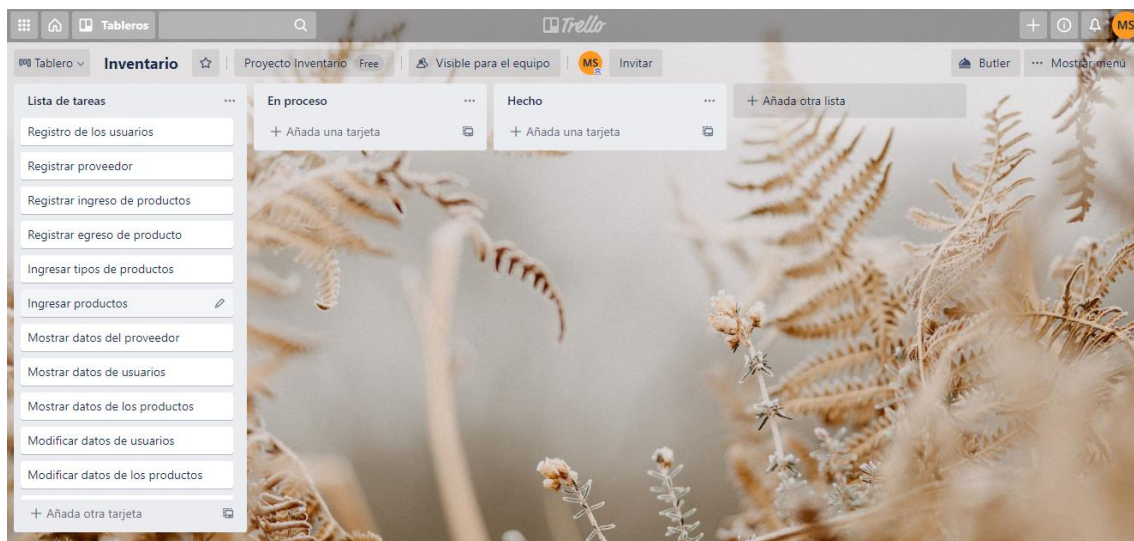 Tableros
Trello
MS
Tablero
Inventario
Proyecto Inventario Free
Visible para el equipo
MS
Invitar
Butler
··· Mostrar menú
Lista de tareas ···
Registro de los usuarios
Registrar proveedor
Registrar ingreso de productos
Registrar egreso de producto
Ingresar tipos de productos
Ingresar productos
Mostrar datos del proveedor
Mostrar datos de usuarios
Mostrar datos de los productos
Modificar datos de usuarios
Modificar datos de los productos
+ Añada otra tarjeta
En proceso ···
+ Añada una tarjeta
Hecho ···
+ Añada una tarjeta
+ Añada otra lista